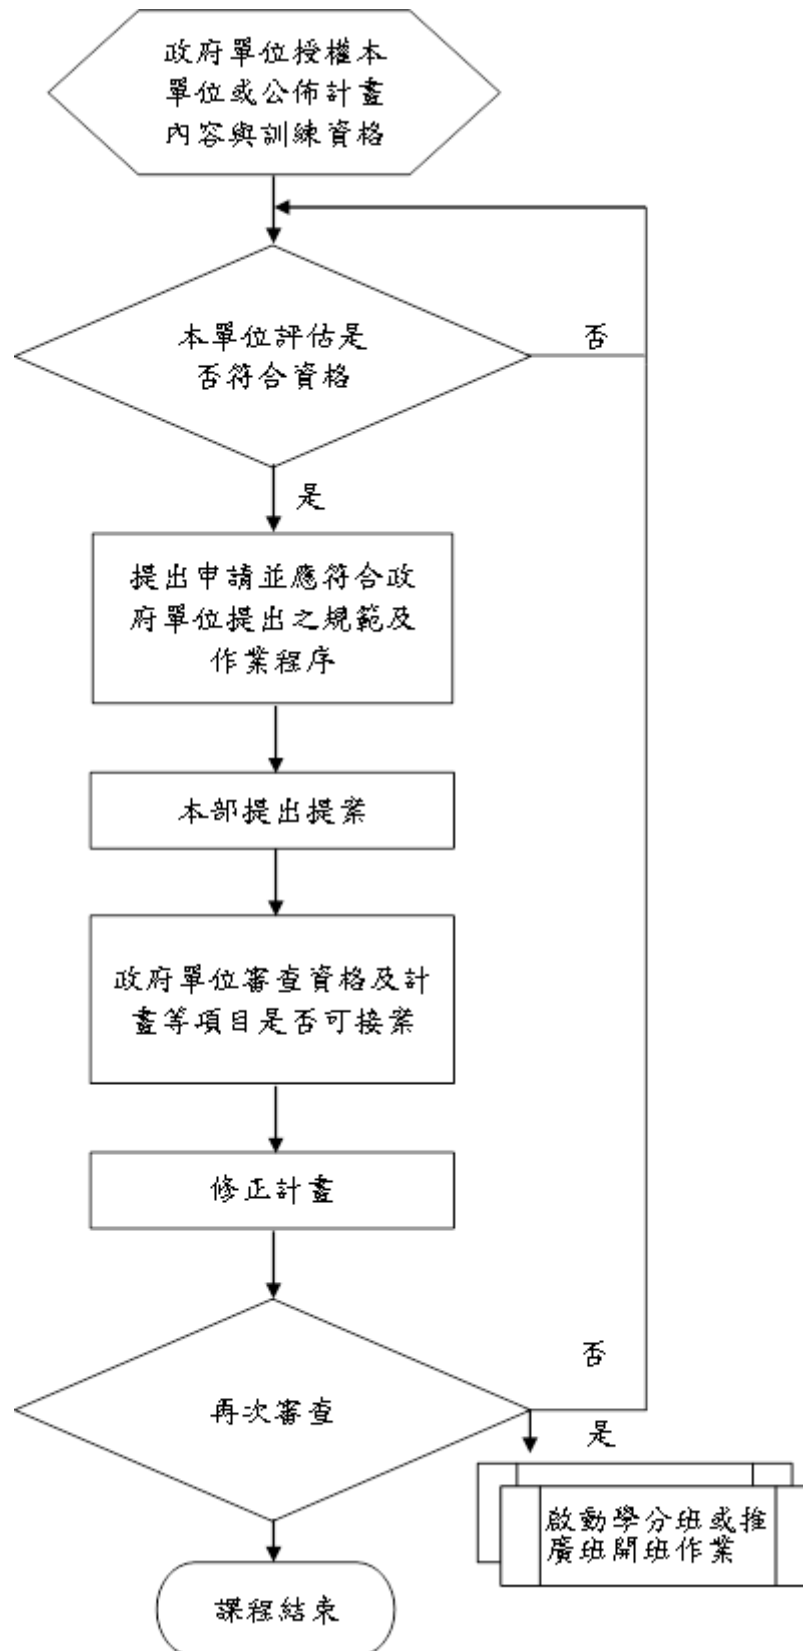 政府單位授權本
單位或公佈計畫
內容與訓練資格
本單位評估是
否符合資格
否
是
提出申請並應符合政
府單位提出之規範及
作業程序
本部提出提案
政府單位審查資格及計
畫等項目是否可接案
修正計畫
否
再次審查
是
啟動學分班或推
廣班開班作業
課程結束